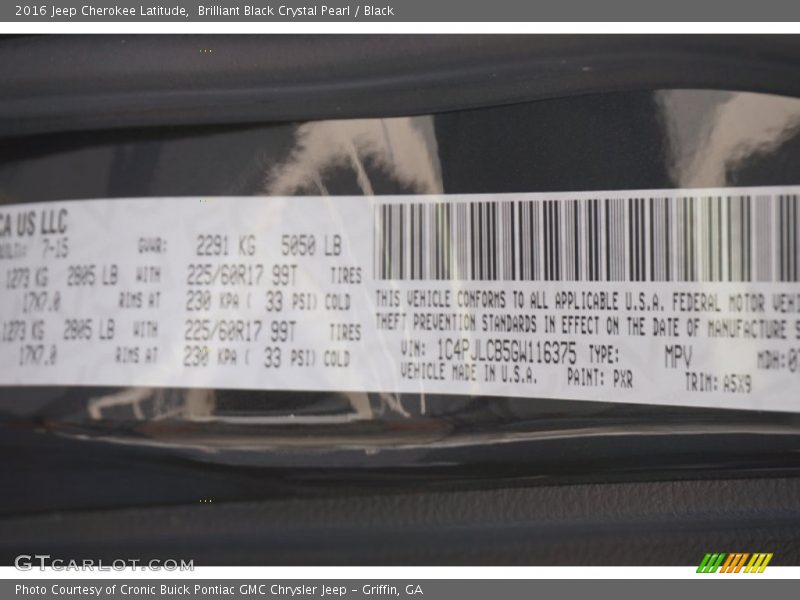 2016 Jeep Cherokee Latitude,  Brilliant Black Crystal Pearl / Black
CA US LLC
7-15 GVWR: 2291 KG 5050 LB
1273 KG 2805 LB WITH 225/60R17 99T TIRES
17X7.0 RIMS AT 230 KPA ( 33 PSI) COLD
1273 KG 2805 LB WITH 225/60R17 99T TIRES
17X7.0 RIMS AT 230 KPA ( 33 PSI) COLD
THIS VEHICLE CONFORMS TO ALL APPLICABLE U.S.A. FEDERAL MOTOR VEHI
THEFT PREVENTION STANDARDS IN EFFECT ON THE DATE OF MANUFACTURE S
VIN: 1C4PJLCB5GW116375 TYPE: MPV MDH:
VEHICLE MADE IN U.S.A. PAINT: PXR TRIM: A5X9
GTCARLOT.COM
Photo Courtesy of Cronic Buick Pontiac GMC Chrysler Jeep - Griffin, GA